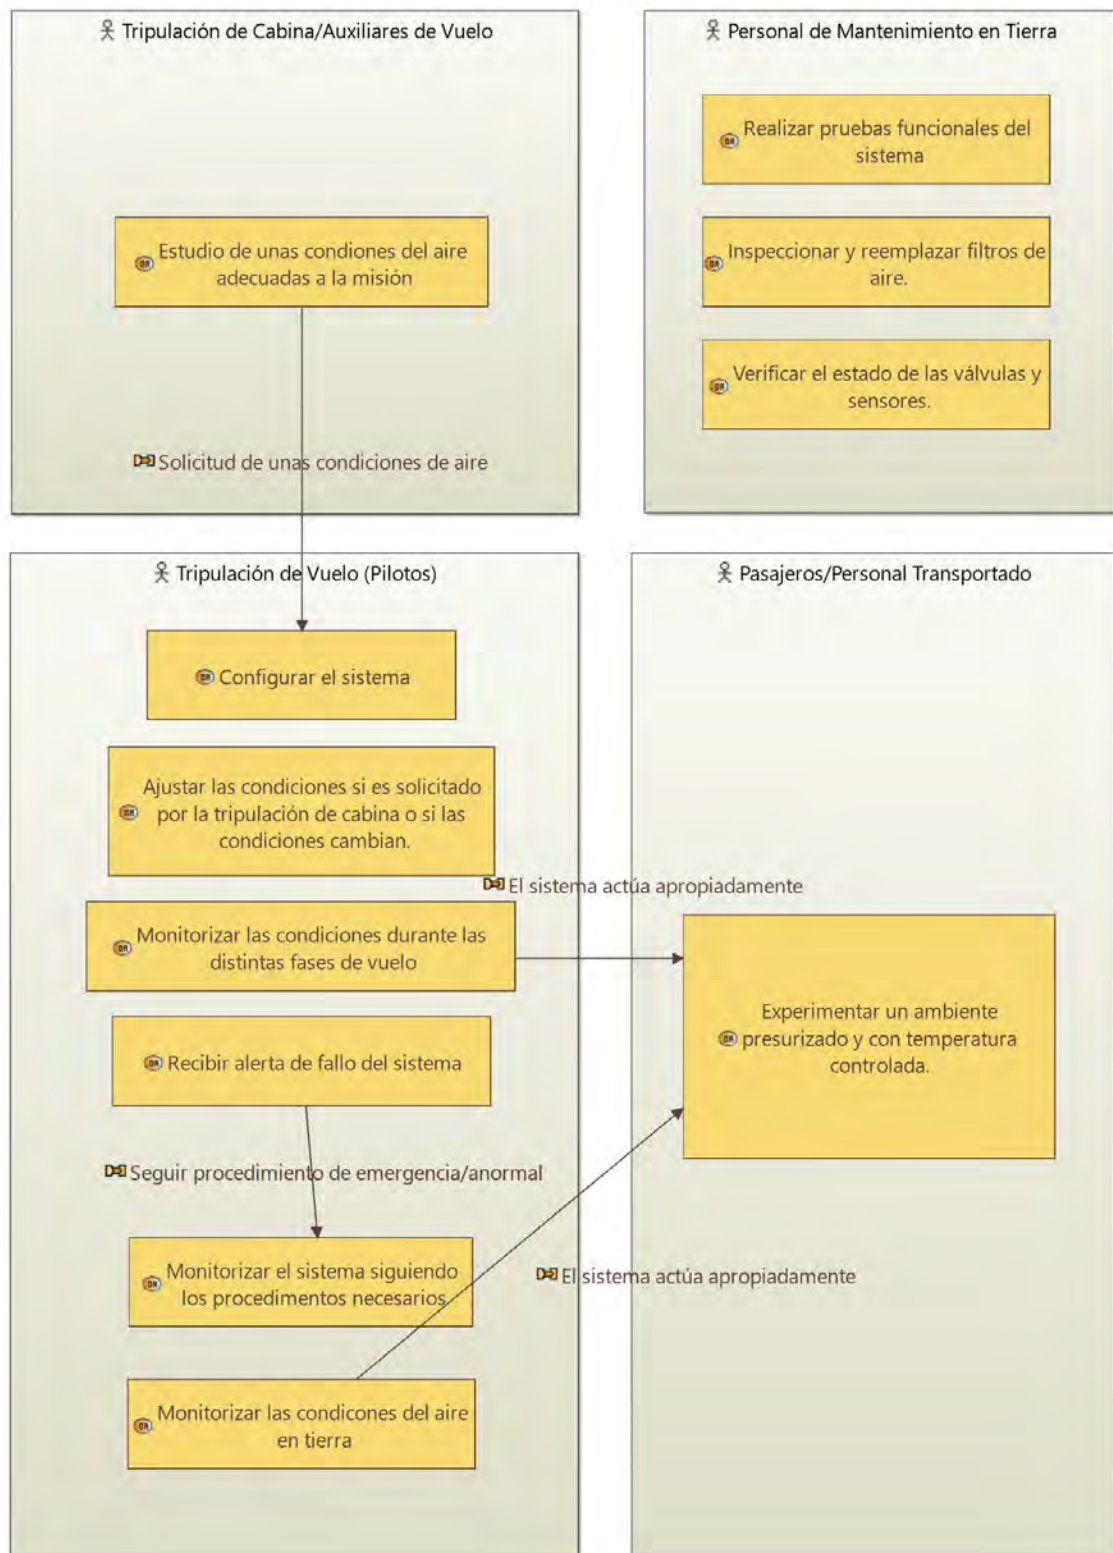 Tripulación de Cabina/Auxiliares de Vuelo
Estudio de unas condiones del aire
adecuadas a la misión
Solicitud de unas condiciones de aire
Personal de Mantenimiento en Tierra
Realizar pruebas funcionales del
sistema
Inspeccionar y reemplazar filtros de
aire.
Verificar el estado de las válvulas y
sensores.
Tripulación de Vuelo (Pilotos)
Configurar el sistema
Ajustar las condiciones si es solicitado
por la tripulación de cabina o si las
condiciones cambian.
El sistema actúa apropiadamente
Monitorizar las condiciones durante las
distintas fases de vuelo
Recibir alerta de fallo del sistema
Seguir procedimiento de emergencia/anormal
Monitorizar el sistema siguiendo
los procedimentos necesarios
El sistema actúa apropiadamente
Monitorizar las condicones del aire
en tierra
Pasajeros/Personal Transportado
Experimentar un ambiente
presurizado y con temperatura
controlada.